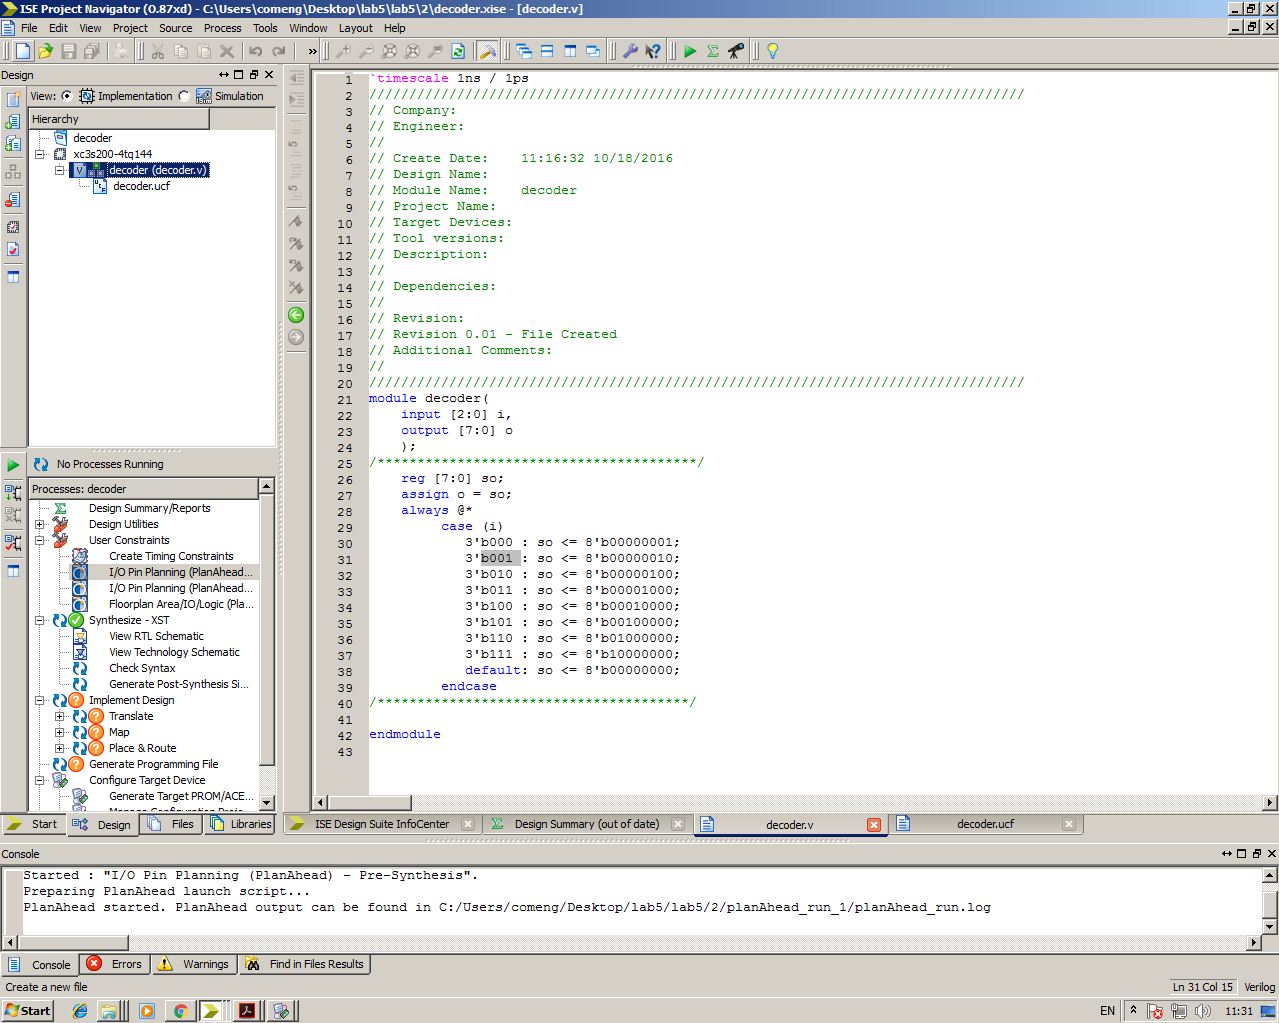 ISE Project Navigator (O.87xd) - C:\Users\comeng\Desktop\lab5\lab5\2\decoder.xise - [decoder.v]
File Edit View Project Source Process Tools Window Layout Help
Design
View: Implementation Simulation
Hierarchy
decoder
xc3s200-4tq144
decoder (decoder.v)
decoder.ucf
No Processes Running
Processes: decoder
Design Summary/Reports
Design Utilities
User Constraints
Create Timing Constraints
I/O Pin Planning (PlanAhead...
I/O Pin Planning (PlanAhead...
Floorplan Area/IO/Logic (Pla...
Synthesize - XST
View RTL Schematic
View Technology Schematic
Check Syntax
Generate Post-Synthesis Si...
Implement Design
Translate
Map
Place & Route
Generate Programming File
Configure Target Device
Generate Target PROM/ACE...
Start Design Files Libraries
1 `timescale 1ns / 1ps
2 //////////////////////////////////////////////////////////////////////////////////
3 // Company:
4 // Engineer:
5 //
6 // Create Date:    11:16:32 10/18/2016
7 // Design Name:
8 // Module Name:    decoder
9 // Project Name:
10 // Target Devices:
11 // Tool versions:
12 // Description:
13 //
14 // Dependencies:
15 //
16 // Revision:
17 // Revision 0.01 - File Created
18 // Additional Comments:
19 //
20 //////////////////////////////////////////////////////////////////////////////////
21 module decoder(
22     input [2:0] i,
23     output [7:0] o
24     );
25 /****************************************/
26     reg [7:0] so;
27     assign o = so;
28     always @*
29          case (i)
30             3'b000 : so <= 8'b00000001;
31             3'b001 : so <= 8'b00000010;
32             3'b010 : so <= 8'b00000100;
33             3'b011 : so <= 8'b00001000;
34             3'b100 : so <= 8'b00010000;
35             3'b101 : so <= 8'b00100000;
36             3'b110 : so <= 8'b01000000;
37             3'b111 : so <= 8'b10000000;
38             default: so <= 8'b00000000;
39          endcase
40 /***************************************/
41
42 endmodule
43
ISE Design Suite InfoCenter Design Summary (out of date) decoder.v decoder.ucf
Console
Started : "I/O Pin Planning (PlanAhead) - Pre-Synthesis".
Preparing PlanAhead launch script...
PlanAhead started. PlanAhead output can be found in C:/Users/comeng/Desktop/lab5/lab5/2/planAhead_run_1/planAhead_run.log
Console Errors Warnings Find in Files Results
Create a new file
Ln 31 Col 15 Verilog
Start EN 11:31